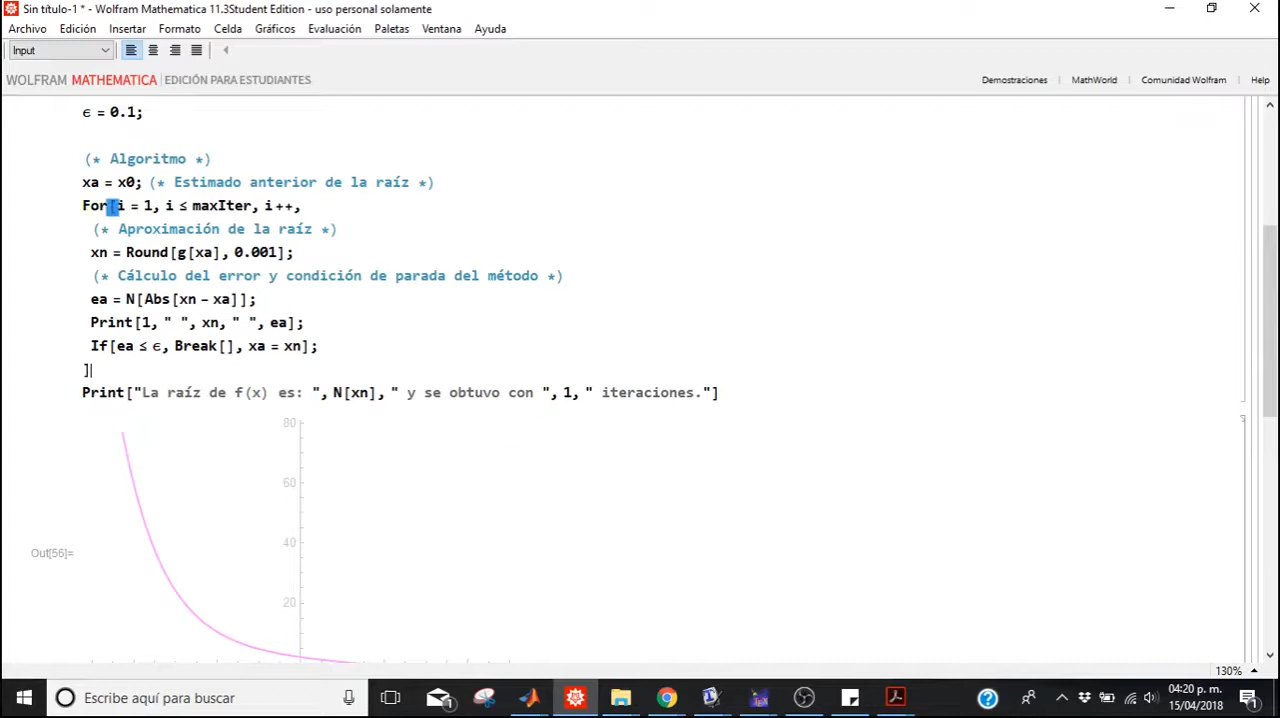 Sin título-1 * - Wolfram Mathematica 11.3Student Edition - uso personal solamente
Archivo Edición Insertar Formato Celda Gráficos Evaluación Paletas Ventana Ayuda
Input
WOLFRAM MATHEMATICA EDICIÓN PARA ESTUDIANTES Demostraciones MathWorld Comunidad Wolfram Help
ϵ = 0.1;
(* Algoritmo *)
xa = x0; (* Estimado anterior de la raíz *)
For[i = 1, i ≤ maxIter, i++,
(* Aproximación de la raíz *)
xn = Round[g[xa], 0.001];
(* Cálculo del error y condición de parada del método *)
ea = N[Abs[xn - xa]];
Print[1, " ", xn, " ", ea];
If[ea ≤ ϵ, Break[], xa = xn];
]
Print["La raíz de f(x) es: ", N[xn], " y se obtuvo con ", 1, " iteraciones."]
80
60
40
20
Out[56]=
130%
Escribe aquí para buscar
04:20 p. m.
15/04/2018